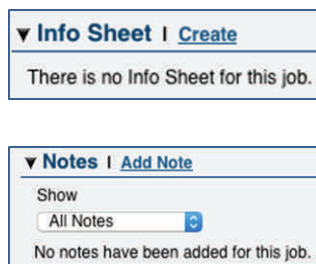 ▼ Info Sheet | Create
There is no Info Sheet for this job.
▼ Notes | Add Note
Show
All Notes
No notes have been added for this job.